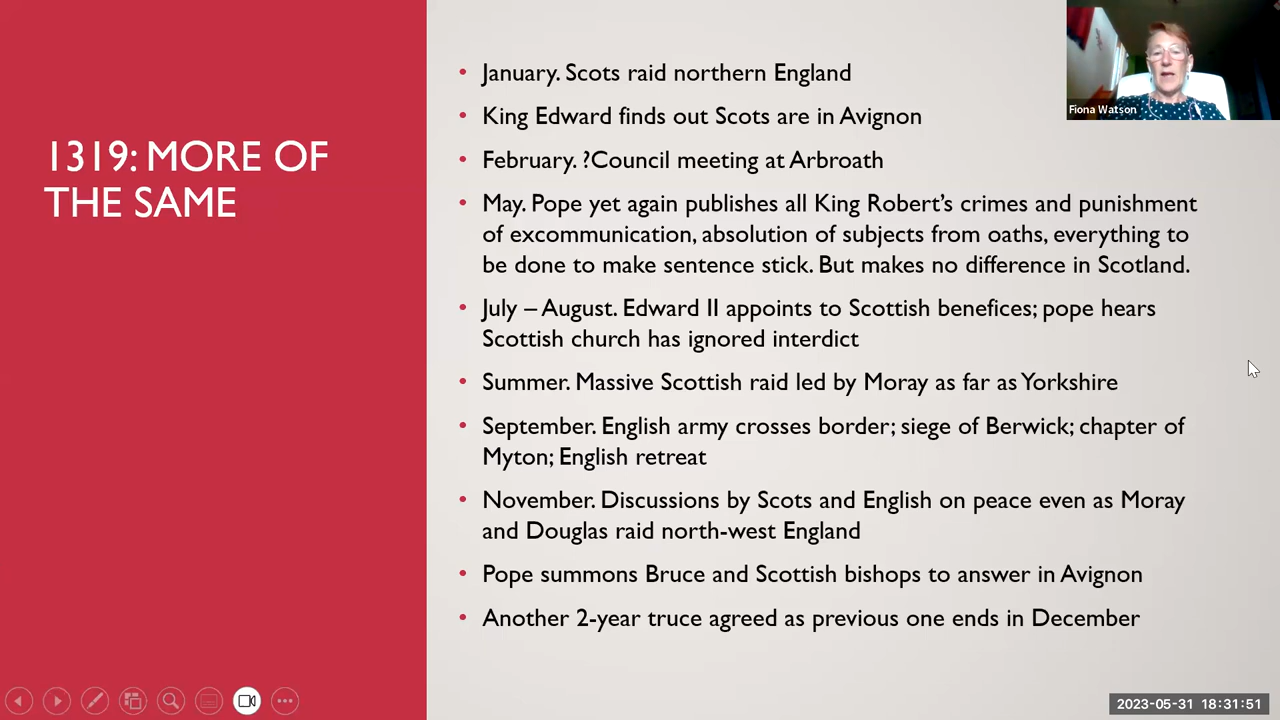 1319: MORE OF
THE SAME
• January. Scots raid northern England
• King Edward finds out Scots are in Avignon
• February. ?Council meeting at Arbroath
• May. Pope yet again publishes all King Robert’s crimes and punishment
of excommunication, absolution of subjects from oaths, everything to
be done to make sentence stick. But makes no difference in Scotland.
• July – August. Edward II appoints to Scottish benefices; pope hears
Scottish church has ignored interdict
• Summer. Massive Scottish raid led by Moray as far as Yorkshire
• September. English army crosses border; siege of Berwick; chapter of
Myton; English retreat
• November. Discussions by Scots and English on peace even as Moray
and Douglas raid north-west England
• Pope summons Bruce and Scottish bishops to answer in Avignon
• Another 2-year truce agreed as previous one ends in December
Fiona Watson
2023-05-31 18:31:51